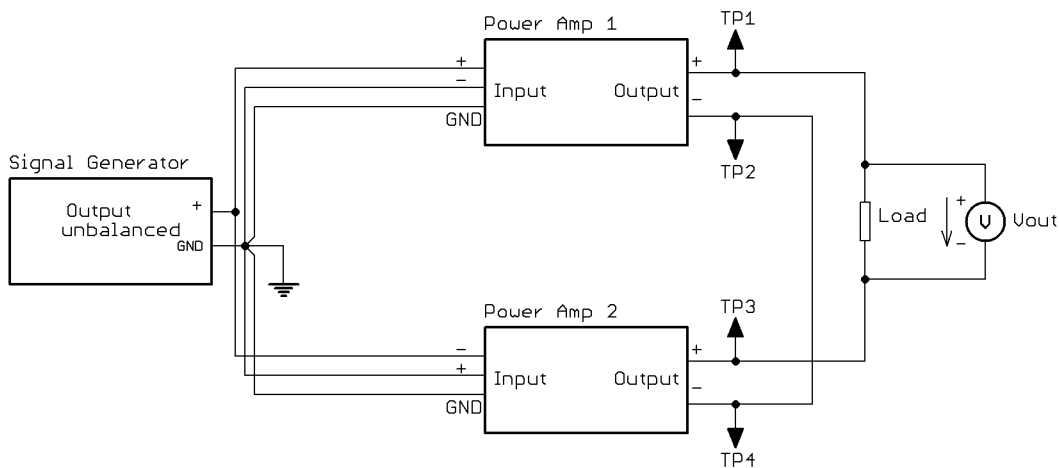 Power Amp 1
TP1
+
-
GND
Input
Output
+
-
TP2
Signal Generator
Output
unbalanced
+
GND
Load
+
-
V
Vout
Power Amp 2
TP3
-
+
GND
Input
Output
+
-
TP4